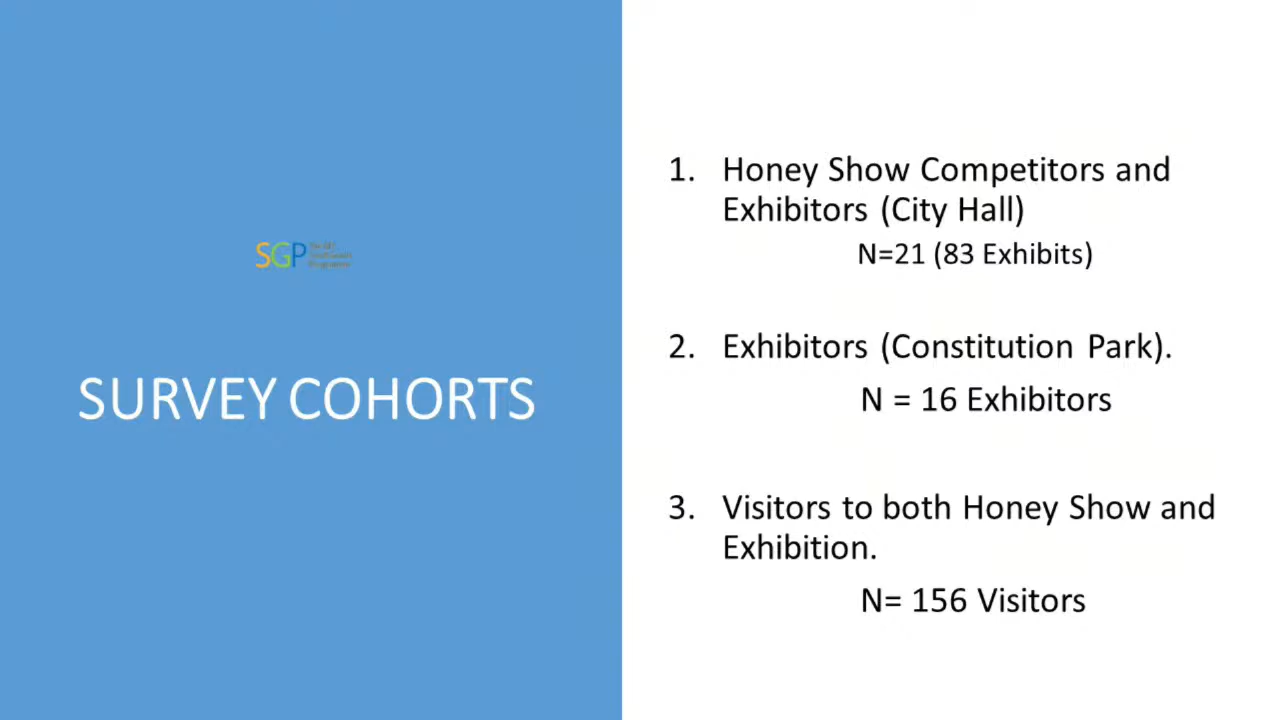 SGP
SURVEY COHORTS
1. Honey Show Competitors and
Exhibitors (City Hall)
N=21 (83 Exhibits)
2. Exhibitors (Constitution Park).
N = 16 Exhibitors
3. Visitors to both Honey Show and
Exhibition.
N= 156 Visitors